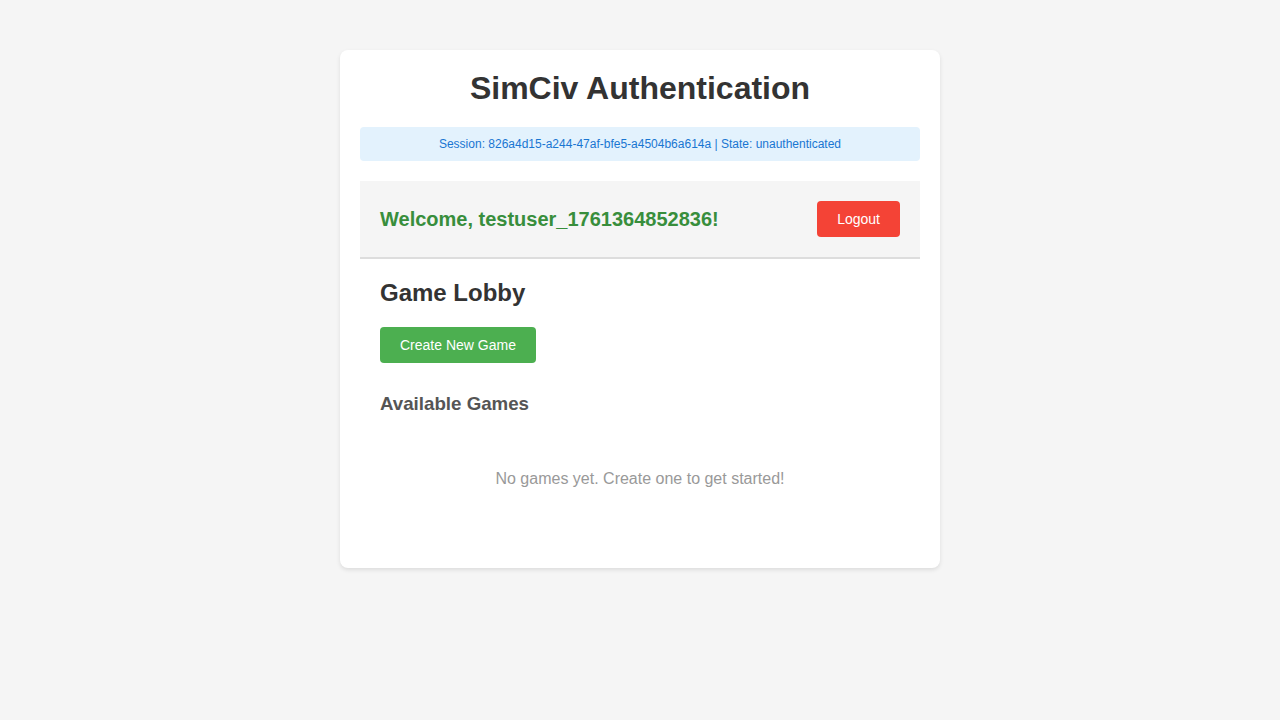 SimCiv Authentication
Session: 826a4d15-a244-47af-bfe5-a4504b6a614a | State: unauthenticated
Welcome, testuser_1761364852836!
Logout
Game Lobby
Create New Game
Available Games
No games yet. Create one to get started!